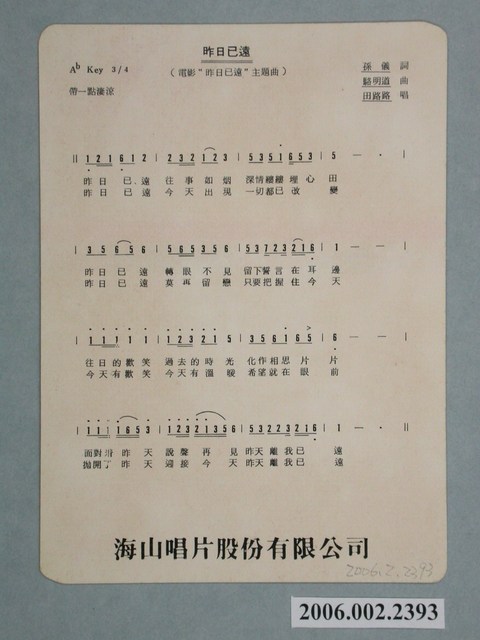 昨日已遠
A♭ Key 3/4
（電影“昨日已遠”主題曲）
孫儀 詞
駱明道 曲
田路路 唱
帶一點淒涼
|| 1 2 1 6 1 2 | 2 3 2 1 2 3 | 5 3 5 1 6 5 3 | 5 — · |
昨日已遠 往事如烟 深情縷縷埋心田
昨日已遠 今天出現 一切都已改變
| 3 5 6 5 6 | 5 6 5 3 5 6 | 5 3 7 2 3 2 1 6 | 1 — — |
昨日已遠 轉眼不見 留下誓言在耳邊
昨日已遠 莫再留戀 只要把握住今天
| 1 1 1 1 1 | 1 2 3 2 1 5 | 3 5 6 1 6 5 | 6 — · |
往日的歡笑 過去的時光 化作相思片片
今天有歡笑 今天有溫暖 希望就在眼前
| 1 1 1 6 5 3 | 1 2 3 2 1 3 5 | 5 3 2 2 2 3 2 1 6 | 1 — · ||
面對着昨天 說聲再見 昨天離我已遠
拋開了昨天 迎接今天 昨天離我已遠
海山唱片股份有限公司
2006.2.2393
2006.002.2393